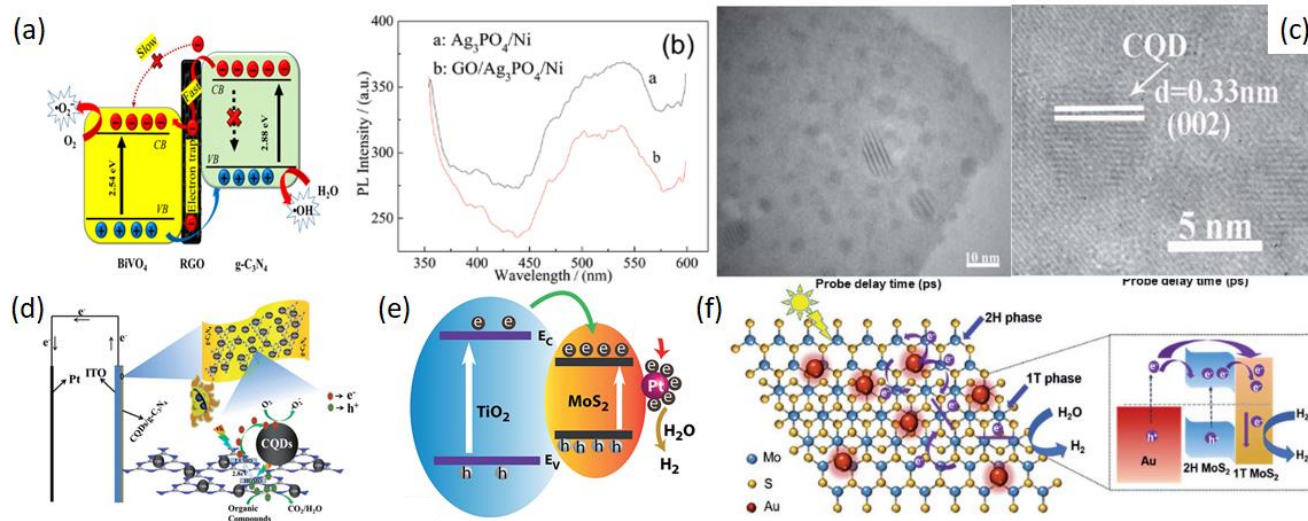 (a)
Slow
Fast
CB
CB
•O₂⁻
O₂
2.54 eV
Electron trap
2.88 eV
VB
VB
H₂O
•OH
BiVO₄
RGO
g-C₃N₄
(b)
a: Ag₃PO₄/Ni
b: GO/Ag₃PO₄/Ni
a
b
PL Intensity / (a.u.)
400
350
300
250
350 400 450 500 550 600
Wavelength / (nm)
10 nm
(c)
CQD
d=0.33nm
(002)
5 nm
Probe delay time (ps)
Probe delay time (ps)
(d)
e⁻
e⁻
e⁻
Pt
ITO
CQDs/g-C₃N₄
g-C₃N₄
g-C₃N₄
→ e⁻
→ h⁺
O₂
O₂⁻
CQDs
Organic
Compounds
CO₂/H₂O
(e)
e e
E_C
e e e e
TiO₂
MoS₂
Pt
e e e e e e
H₂O
H₂
h h
h h h h
E_V
(f)
2H phase
1T phase
H₂O
H₂
Mo
S
Au
e⁻
e⁻ e⁻ e⁻
h⁺
h⁺
e⁻
Au
2H MoS₂
1T MoS₂